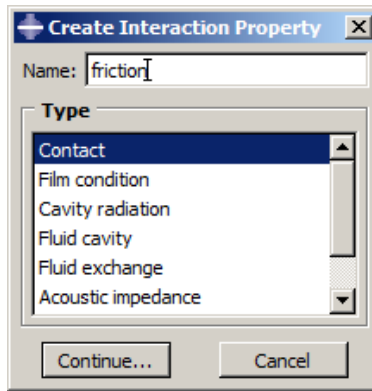 Create Interaction Property
Name: friction
Type
Contact
Film condition
Cavity radiation
Fluid cavity
Fluid exchange
Acoustic impedance
Continue... Cancel